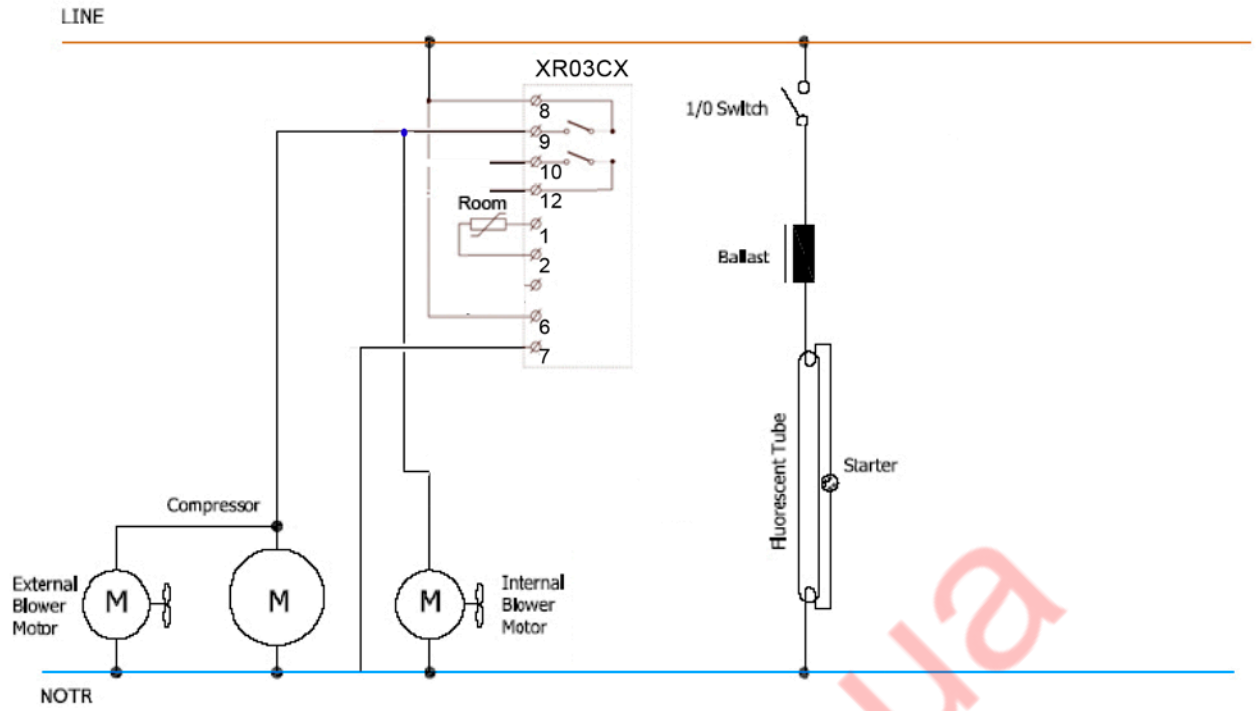 LINE
XR03CX
8
9
10
12
1
2
6
7
Room
1/0 Switch
Ballast
Fluorescent Tube
Starter
Compressor
External
Blower
Motor
M
M
M
Internal
Blower
Motor
NOTR
ua